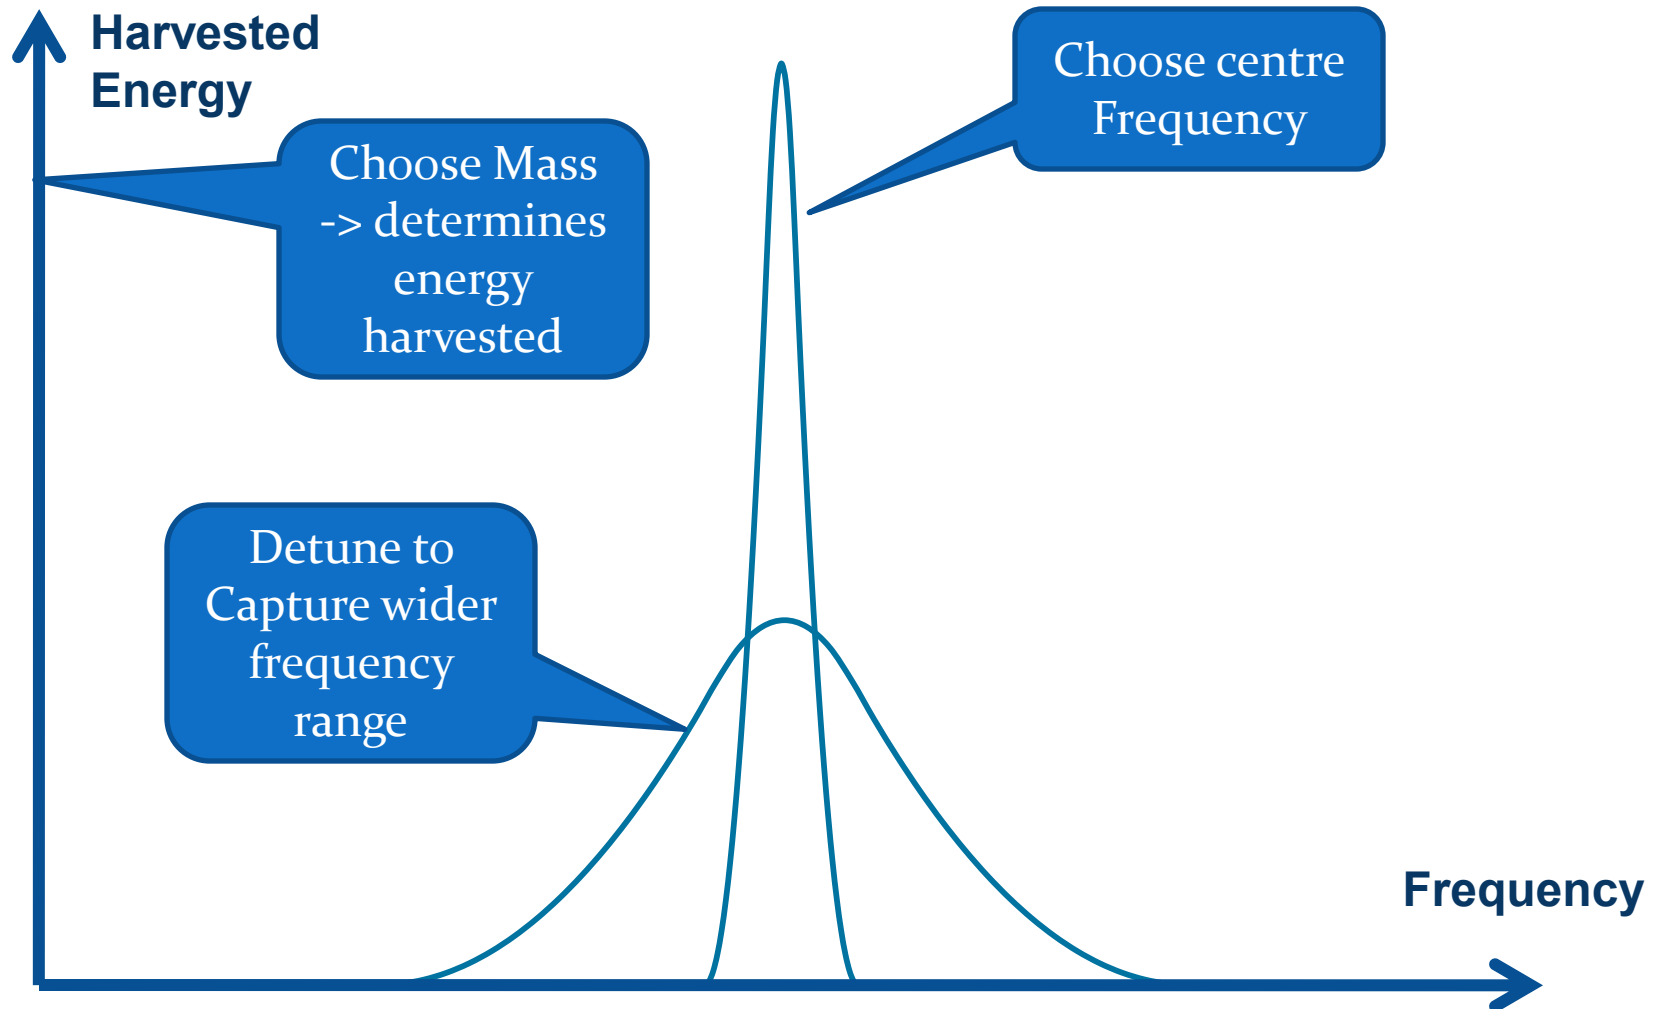 Harvested
Energy
Choose centre
Frequency
Choose Mass
-> determines
energy
harvested
Detune to
Capture wider
frequency
range
Frequency